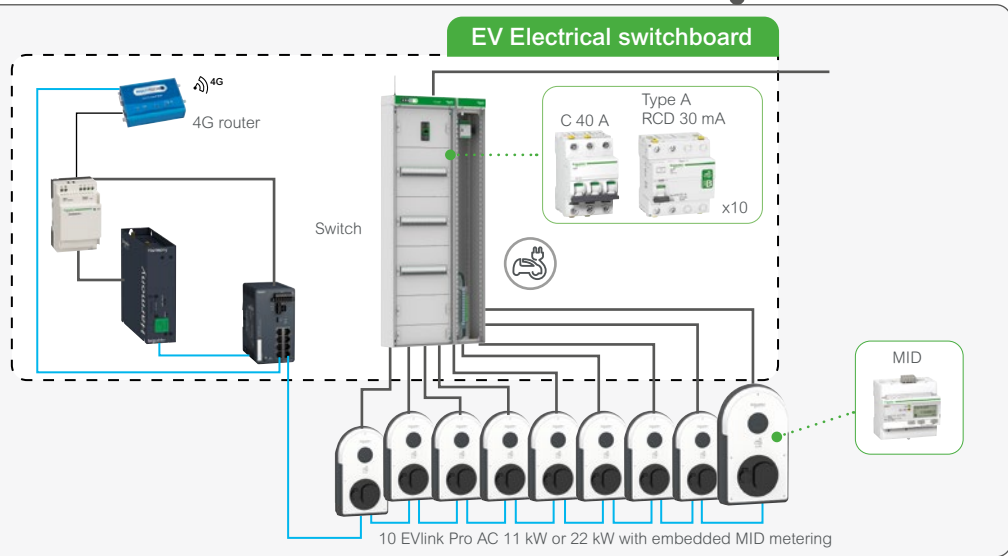 EV Electrical switchboard
4G
4G router
C 40 A
Type A
RCD 30 mA
x10
Switch
Harmony
MID
10 EVlink Pro AC 11 kW or 22 kW with embedded MID metering